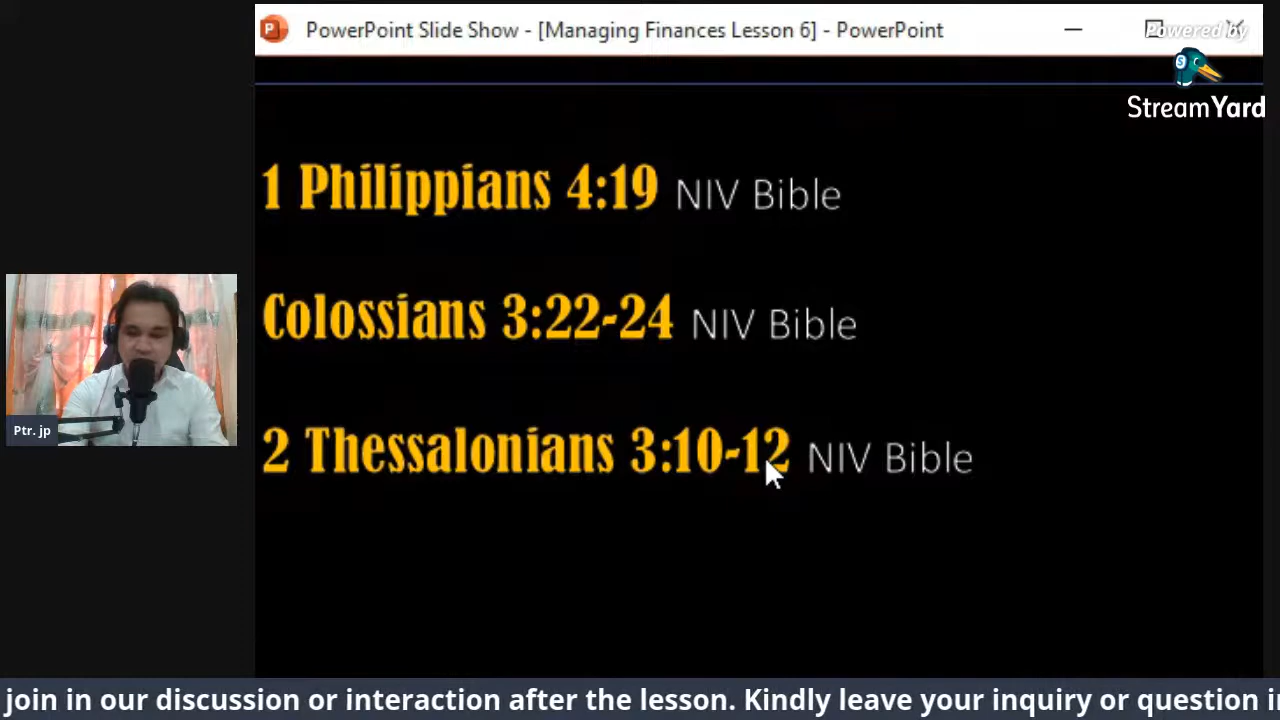 PowerPoint Slide Show - [Managing Finances Lesson 6] - PowerPoint
Powered by
StreamYard
1 Philippians 4:19 NIV Bible
Colossians 3:22-24 NIV Bible
2 Thessalonians 3:10-12 NIV Bible
Ptr. jp
join in our discussion or interaction after the lesson. Kindly leave your inquiry or question i